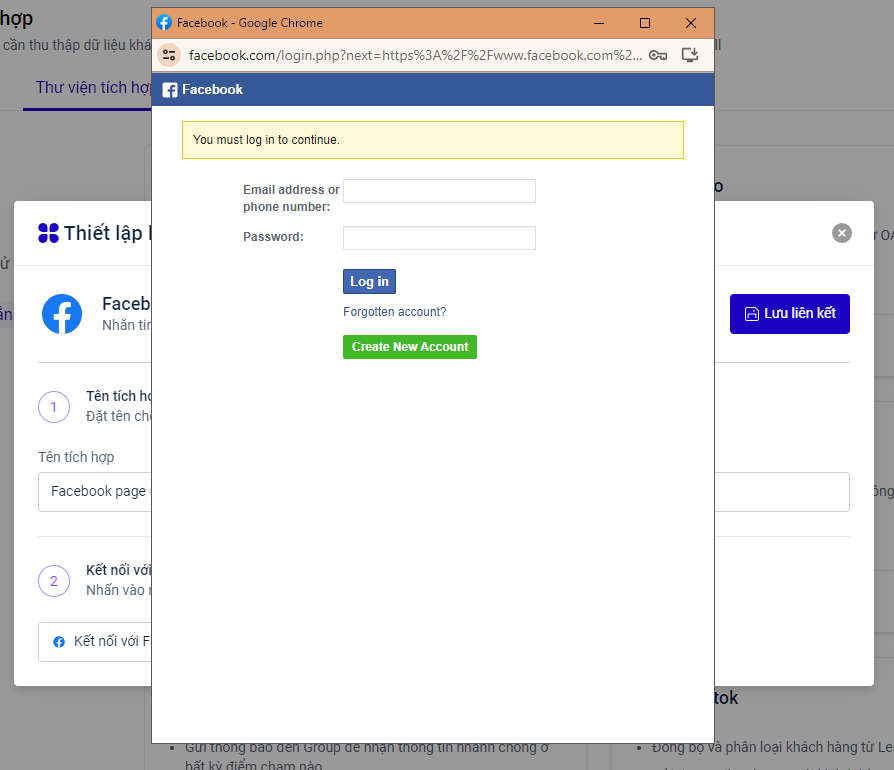 hợp
Facebook - Google Chrome
cần thu thập dữ liệu
facebook.com/login.php?next=https%3A%2F%2Fwww.facebook.com%2...
Thư viện tích hợp
Facebook
You must log in to continue.
Email address or
phone number:
Password:
Log in
Forgotten account?
Create New Account
Thiết lập
Faceb
Nhắn tin
Lưu liên kết
1
Tên tích hợ
Đặt tên cho
Tên tích hợp
Facebook page -
2
Kết nối với
Nhấn vào
Kết nối với F
tok
Gửi thông báo đến Group để nhận thông tin nhanh chóng ở
bất kỳ điểm chạm nào
Đồng bộ và phân loại khách hàng từ Le